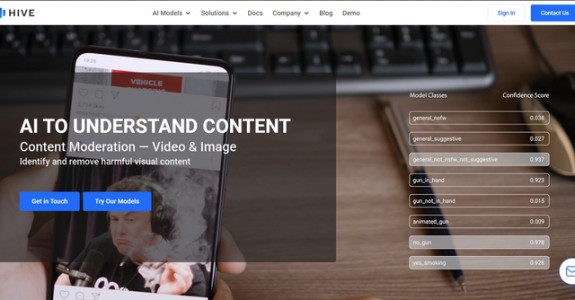 HIVE
AI Models
Solutions
Docs
Company
Blog
Demo
Sign In
Contact Us
VEHICLE
AI TO UNDERSTAND CONTENT
Content Moderation — Video & Image
Identify and remove harmful visual content
Get in Touch
Try Our Models
Model Classes Confidence Score
general_nsfw 0.038
general_suggestive 0.027
general_not_nsfw_not_suggestive 0.937
gun_in_hand 0.923
gun_not_in_hand 0.015
animated_gun 0.005
no_gun 0.978
yes_smoking 0.928